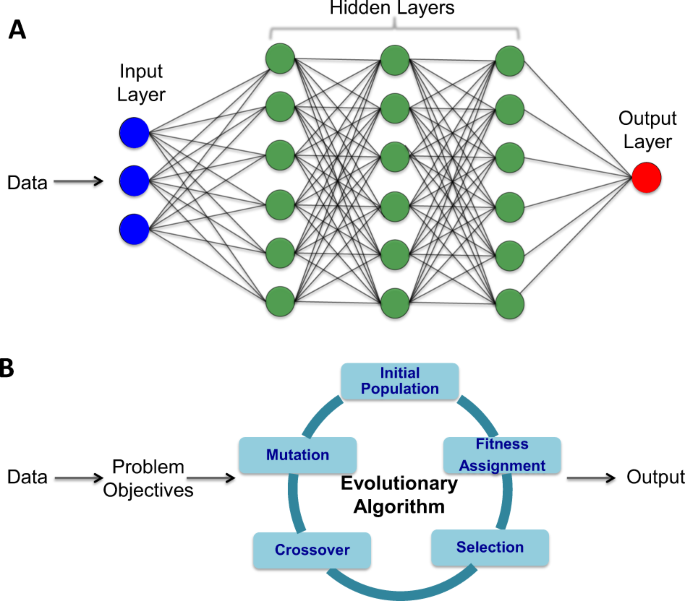 A
Hidden Layers
Input
Layer
Output
Layer
Data
B
Initial
Population
Mutation
Fitness
Assignment
Data
Problem
Objectives
Evolutionary
Algorithm
Output
Crossover
Selection